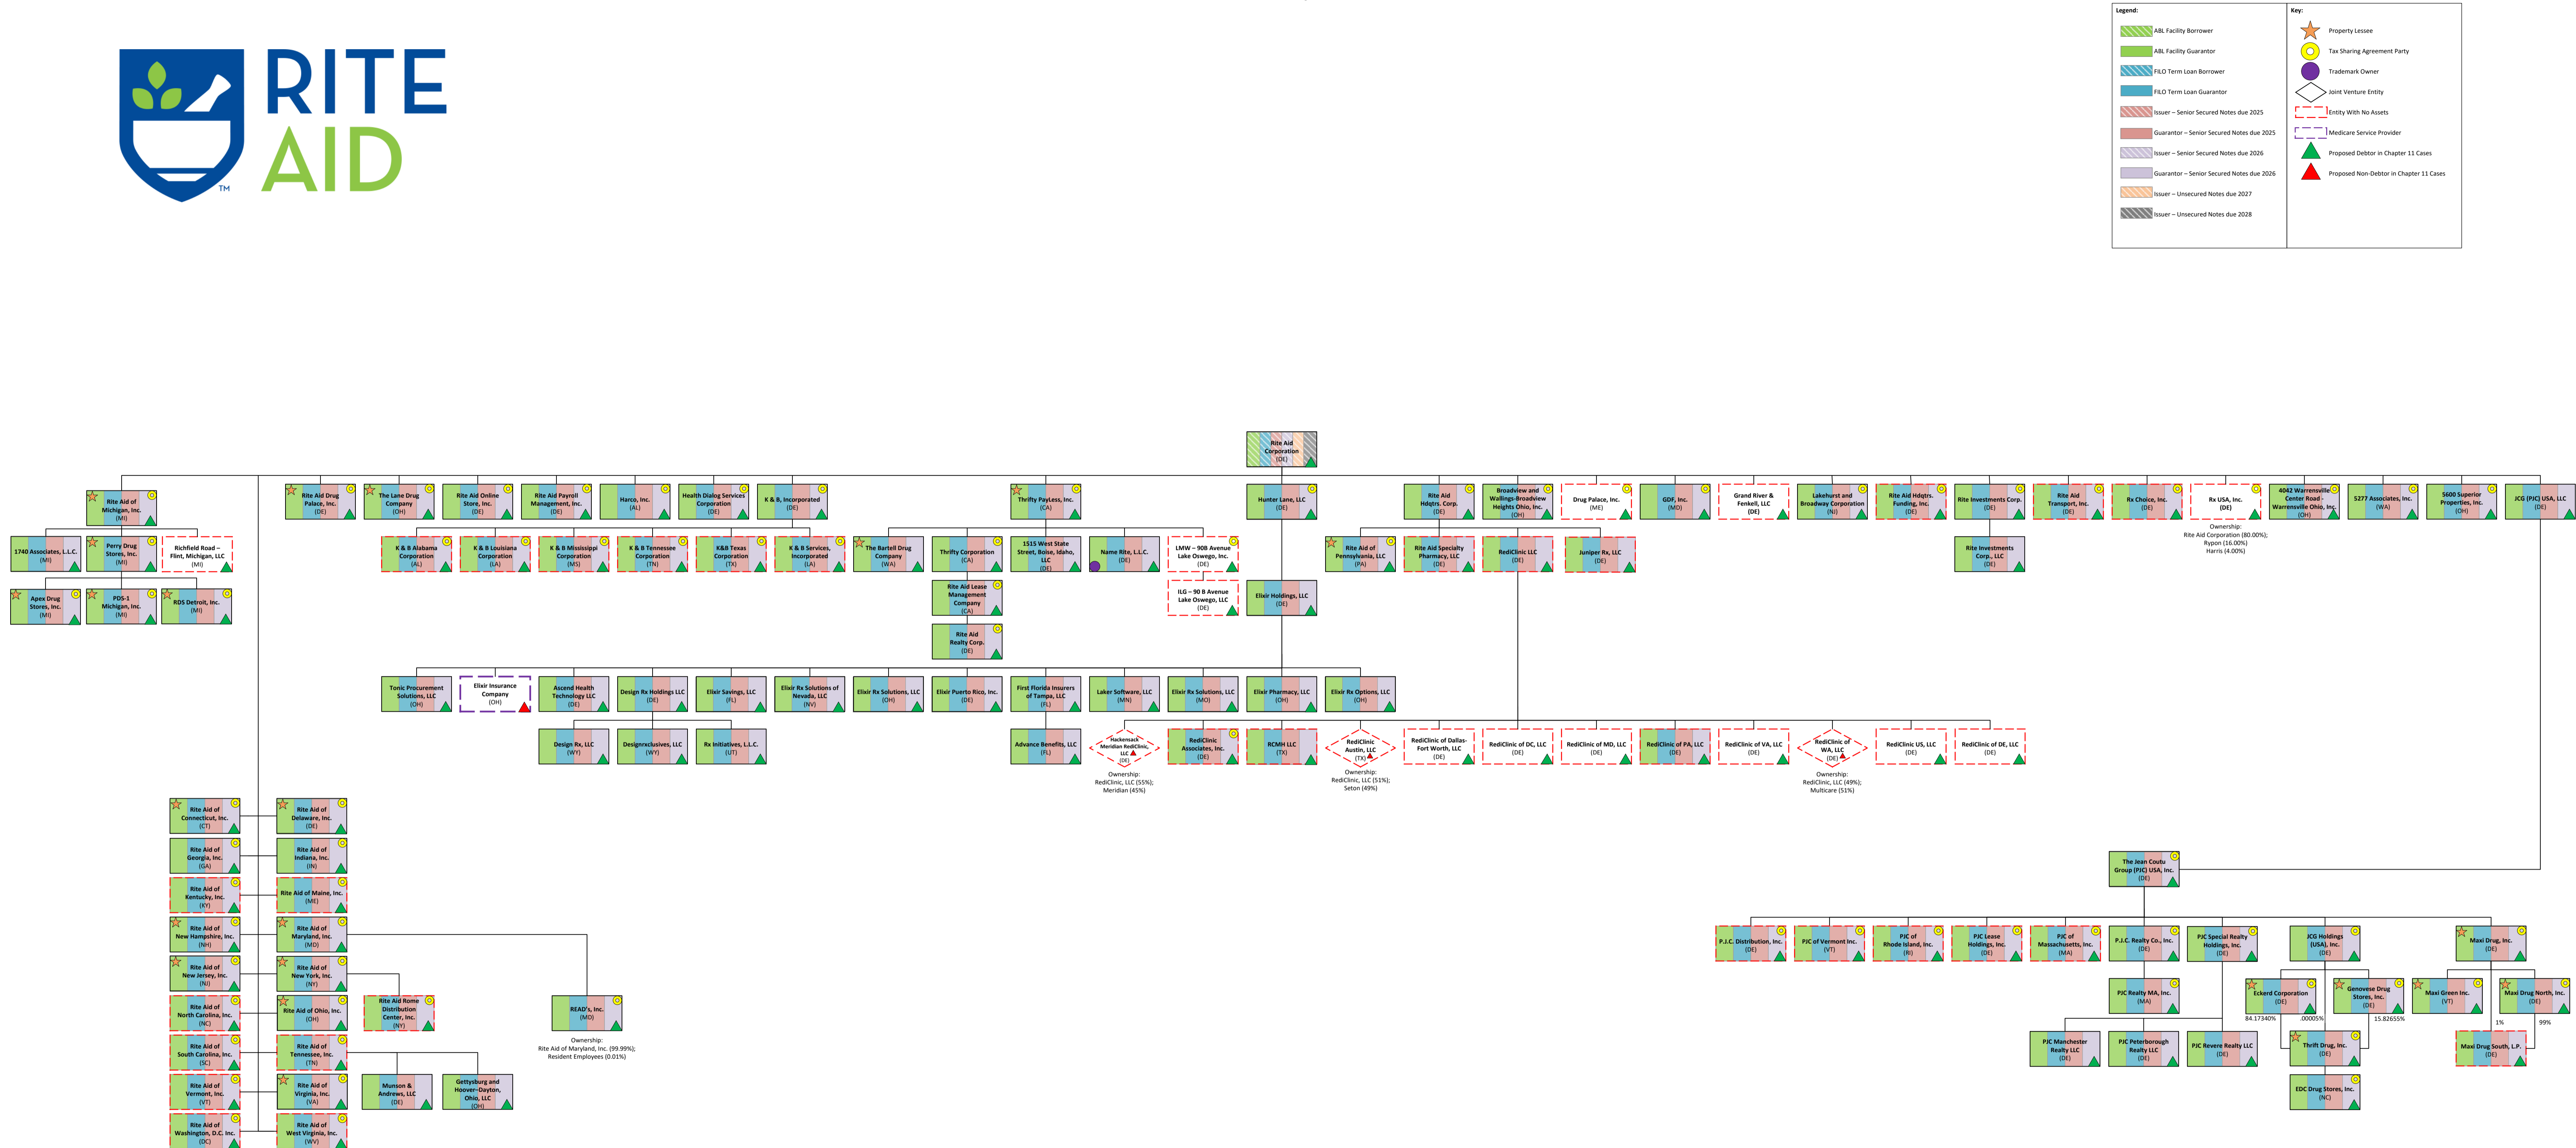 RITE
AID
TM
Legend:
ABL Facility Borrower
ABL Facility Guarantor
FILO Term Loan Borrower
FILO Term Loan Guarantor
Issuer – Senior Secured Notes due 2025
Guarantor – Senior Secured Notes due 2025
Issuer – Senior Secured Notes due 2026
Guarantor – Senior Secured Notes due 2026
Issuer – Unsecured Notes due 2027
Issuer – Unsecured Notes due 2028
Key:
Property Lessee
Tax Sharing Agreement Party
Trademark Owner
Joint Venture Entity
Entity With No Assets
Medicare Service Provider
Proposed Debtor in Chapter 11 Cases
Proposed Non-Debtor in Chapter 11 Cases
Rite Aid
Corporation
(DE)
Rite Aid of
Michigan, Inc.
(MI)
Rite Aid Drug
Palace, Inc.
(DE)
The Lane Drug
Company
(OH)
Rite Aid Online
Store, Inc.
(DE)
Rite Aid Payroll
Management, Inc.
(DE)
Harco, Inc.
(AL)
Health Dialog Services
Corporation
(DE)
K & B, Incorporated
(DE)
Thrifty PayLess, Inc.
(CA)
Hunter Lane, LLC
(DE)
Rite Aid
Hdqtrs. Corp.
(DE)
Broadview and
Wallings-Broadview
Heights Ohio, Inc.
(OH)
Drug Palace, Inc.
(ME)
GDF, Inc.
(MD)
Grand River &
Fenkell, LLC
(DE)
Lakehurst and
Broadway Corporation
(NJ)
Rite Aid Hdqtrs.
Funding, Inc.
(DE)
Rite Investments Corp.
(DE)
Rite Aid
Transport, Inc.
(DE)
Rx Choice, Inc.
(DE)
Rx USA, Inc.
(DE)
Ownership:
Rite Aid Corporation (80.00%);
Rypon (16.00%)
Harris (4.00%)
4042 Warrensville
Center Road -
Warrensville Ohio, Inc.
(OH)
5277 Associates, Inc.
(WA)
5600 Superior
Properties, Inc.
(OH)
JCG (PJC) USA, LLC
(DE)
1740 Associates, L.L.C.
(MI)
Perry Drug
Stores, Inc.
(MI)
Richfield Road –
Flint, Michigan, LLC
(MI)
K & B Alabama
Corporation
(AL)
K & B Louisiana
Corporation
(LA)
K & B Mississippi
Corporation
(MS)
K & B Tennessee
Corporation
(TN)
K&B Texas
Corporation
(TX)
K & B Services,
Incorporated
(LA)
The Bartell Drug
Company
(WA)
Thrifty Corporation
(CA)
1515 West State
Street, Boise, Idaho,
LLC
(DE)
Name Rite, L.L.C.
(DE)
LMW – 90B Avenue
Lake Oswego, Inc.
(DE)
Rite Aid of
Pennsylvania, LLC
(PA)
Rite Aid Specialty
Pharmacy, LLC
(DE)
RediClinic LLC
(DE)
Juniper Rx, LLC
(DE)
Rite Investments
Corp., LLC
(DE)
Apex Drug
Stores, Inc.
(MI)
PDS-1
Michigan, Inc.
(MI)
RDS Detroit, Inc.
(MI)
Rite Aid Lease
Management
Company
(CA)
ILG – 90 B Avenue
Lake Oswego, LLC
(DE)
Elixir Holdings, LLC
(DE)
Rite Aid
Realty Corp.
(DE)
Tonic Procurement
Solutions, LLC
(OH)
Elixir Insurance
Company
(OH)
Ascend Health
Technology LLC
(DE)
Design Rx Holdings LLC
(DE)
Elixir Savings, LLC
(FL)
Elixir Rx Solutions of
Nevada, LLC
(NV)
Elixir Rx Solutions, LLC
(OH)
Elixir Puerto Rico, Inc.
(DE)
First Florida Insurers
of Tampa, LLC
(FL)
Laker Software, LLC
(MN)
Elixir Rx Solutions, LLC
(MO)
Elixir Pharmacy, LLC
(OH)
Elixir Rx Options, LLC
(OH)
Design Rx, LLC
(WY)
Designrxclusives, LLC
(WY)
Rx Initiatives, L.L.C.
(UT)
Advance Benefits, LLC
(FL)
Hackensack
Meridian RediClinic,
LLC
(DE)
Ownership:
RediClinic, LLC (55%);
Meridian (45%)
RediClinic
Associates, Inc.
(DE)
RCMH LLC
(TX)
RediClinic
Austin, LLC
(TX)
Ownership:
RediClinic, LLC (51%);
Seton (49%)
RediClinic of Dallas-
Fort Worth, LLC
(DE)
RediClinic of DC, LLC
(DE)
RediClinic of MD, LLC
(DE)
RediClinic of PA, LLC
(DE)
RediClinic of VA, LLC
(DE)
RediClinic of
WA, LLC
(DE)
Ownership:
RediClinic, LLC (49%);
Multicare (51%)
RediClinic US, LLC
(DE)
RediClinic of DE, LLC
(DE)
Rite Aid of
Connecticut, Inc.
(CT)
Rite Aid of
Delaware, Inc.
(DE)
Rite Aid of
Georgia, Inc.
(GA)
Rite Aid of
Indiana, Inc.
(IN)
Rite Aid of
Kentucky, Inc.
(KY)
Rite Aid of Maine, Inc.
(ME)
Rite Aid of
New Hampshire, Inc.
(NH)
Rite Aid of
Maryland, Inc.
(MD)
Rite Aid of
New Jersey, Inc.
(NJ)
Rite Aid of
New York, Inc.
(NY)
Rite Aid of
North Carolina, Inc.
(NC)
Rite Aid of Ohio, Inc.
(OH)
Rite Aid Rome
Distribution
Center, Inc.
(NY)
READ's, Inc.
(MD)
Ownership:
Rite Aid of Maryland, Inc. (99.99%);
Resident Employees (0.01%)
Rite Aid of
South Carolina, Inc.
(SC)
Rite Aid of
Tennessee, Inc.
(TN)
Rite Aid of
Vermont, Inc.
(VT)
Rite Aid of
Virginia, Inc.
(VA)
Munson &
Andrews, LLC
(DE)
Gettysburg and
Hoover–Dayton,
Ohio, LLC
(OH)
Rite Aid of
Washington, D.C. Inc.
(DC)
Rite Aid of
West Virginia, Inc.
(WV)
The Jean Coutu
Group (PJC) USA, Inc.
(DE)
P.J.C. Distribution, Inc.
(DE)
PJC of Vermont Inc.
(VT)
PJC of
Rhode Island, Inc.
(RI)
PJC Lease
Holdings, Inc.
(DE)
PJC of
Massachusetts, Inc.
(MA)
P.J.C. Realty Co., Inc.
(DE)
PJC Special Realty
Holdings, Inc.
(DE)
JCG Holdings
(USA), Inc.
(DE)
Maxi Drug, Inc.
(DE)
PJC Realty MA, Inc.
(MA)
Eckerd Corporation
(DE)
Genovese Drug
Stores, Inc.
(DE)
Maxi Green Inc.
(VT)
Maxi Drug North, Inc.
(DE)
84.17340%
.00005%
15.82655%
1%
99%
PJC Manchester
Realty LLC
(DE)
PJC Peterborough
Realty LLC
(DE)
PJC Revere Realty LLC
(DE)
Thrift Drug, Inc.
(DE)
Maxi Drug South, L.P.
(DE)
EDC Drug Stores, Inc.
(NC)